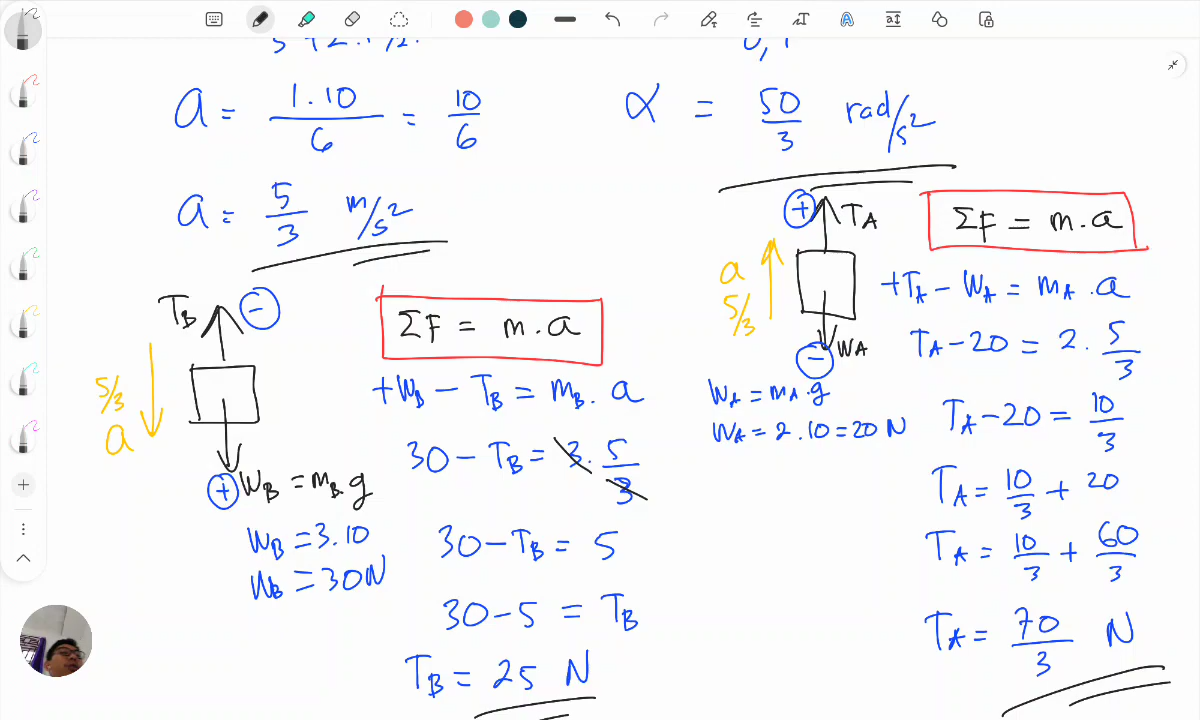 a = 1.10/6 = 10/6
a = 5/3 m/s²
α = 50/3 rad/s²
T_B −
5/3
a
+ W_B = m_B.g
W_B = 3.10
W_B = 30N
ΣF = m.a
+W_B − T_B = m_B.a
30 − T_B = 3.5/3
30 − T_B = 5
30 − 5 = T_B
T_B = 25 N
+ T_A
a
5/3
− W_A
W_A = m_A.g
W_A = 2.10 = 20 N
ΣF = m.a
+T_A − W_A = m_A.a
T_A − 20 = 2.5/3
T_A − 20 = 10/3
T_A = 10/3 + 20
T_A = 10/3 + 60/3
T_A = 70/3 N